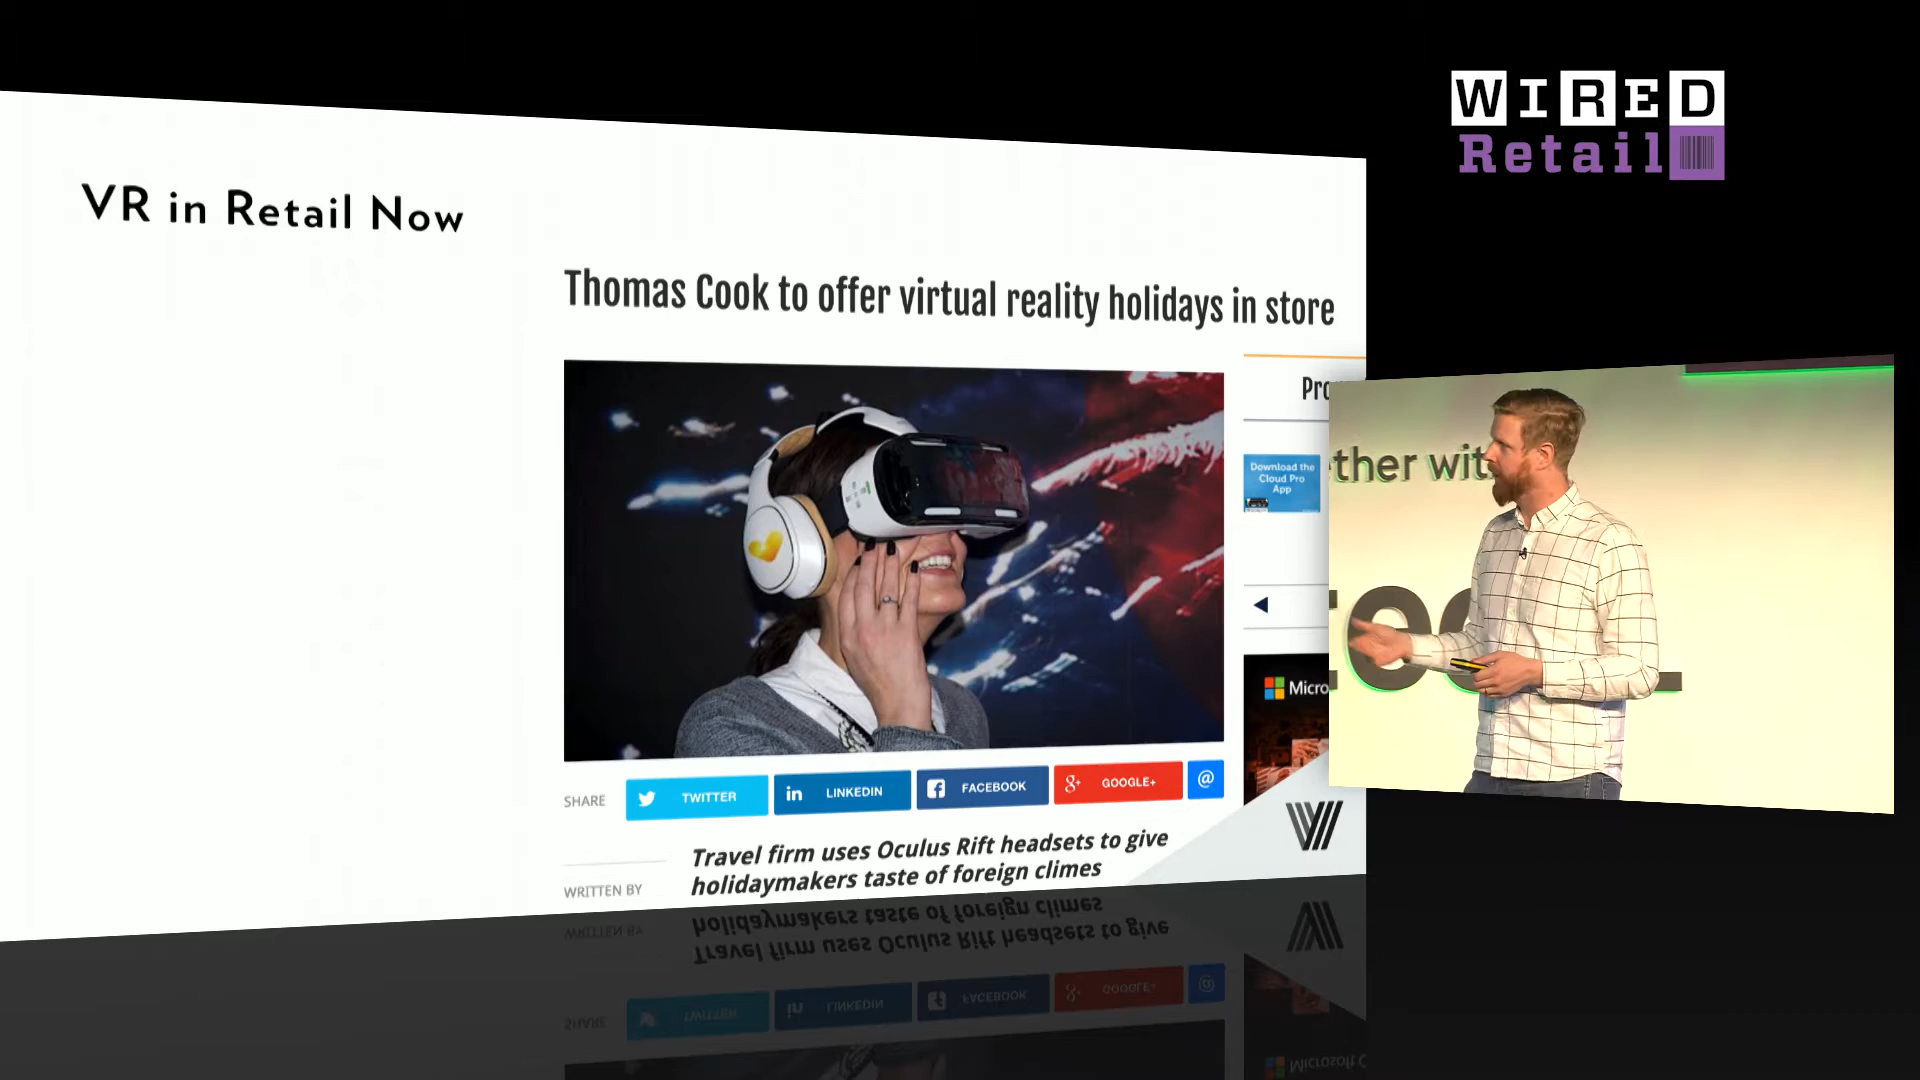 WIRED
Retail
VR in Retail Now
Thomas Cook to offer virtual reality holidays in store
Download the
Cloud Pro
App
ther
SHARE
TWITTER
in
LINKEDIN
FACEBOOK
g+
GOOGLE+
@
Travel firm uses Oculus Rift headsets to give
holidaymakers taste of foreign climes
WRITTEN BY